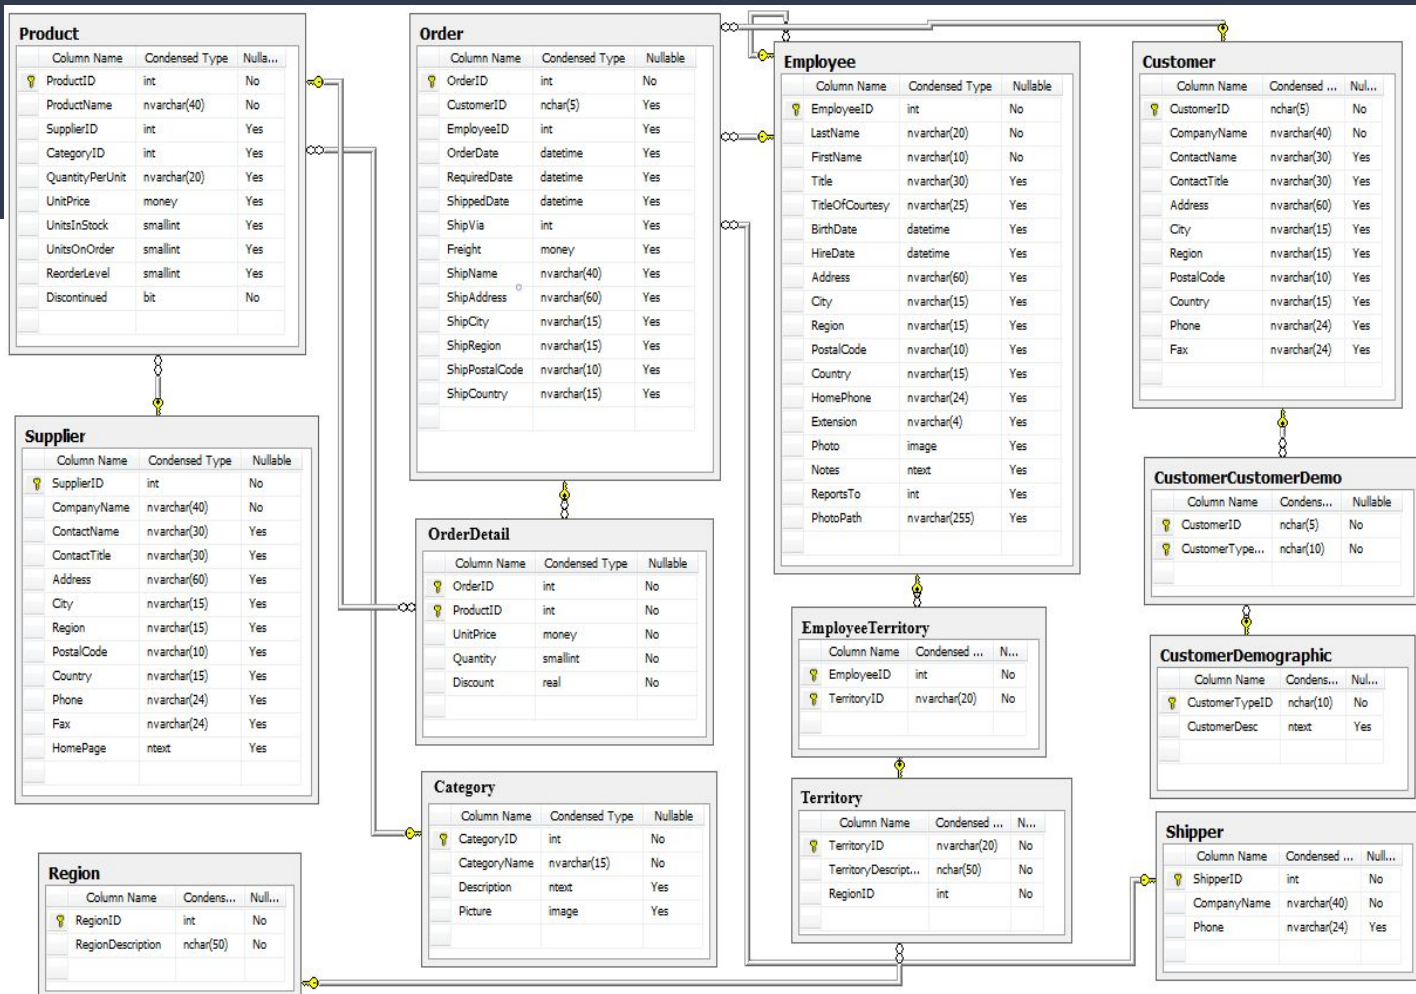 Product
Column Name Condensed Type Nulla...
ProductID int No
ProductName nvarchar(40) No
SupplierID int Yes
CategoryID int Yes
QuantityPerUnit nvarchar(20) Yes
UnitPrice money Yes
UnitsInStock smallint Yes
UnitsOnOrder smallint Yes
ReorderLevel smallint Yes
Discontinued bit No
Order
Column Name Condensed Type Nullable
OrderID int No
CustomerID nchar(5) Yes
EmployeeID int Yes
OrderDate datetime Yes
RequiredDate datetime Yes
ShippedDate datetime Yes
ShipVia int Yes
Freight money Yes
ShipName nvarchar(40) Yes
ShipAddress nvarchar(60) Yes
ShipCity nvarchar(15) Yes
ShipRegion nvarchar(15) Yes
ShipPostalCode nvarchar(10) Yes
ShipCountry nvarchar(15) Yes
Employee
Column Name Condensed Type Nullable
EmployeeID int No
LastName nvarchar(20) No
FirstName nvarchar(10) No
Title nvarchar(30) Yes
TitleOfCourtesy nvarchar(25) Yes
BirthDate datetime Yes
HireDate datetime Yes
Address nvarchar(60) Yes
City nvarchar(15) Yes
Region nvarchar(15) Yes
PostalCode nvarchar(10) Yes
Country nvarchar(15) Yes
HomePhone nvarchar(24) Yes
Extension nvarchar(4) Yes
Photo image Yes
Notes ntext Yes
ReportsTo int Yes
PhotoPath nvarchar(255) Yes
Customer
Column Name Condensed ... Nul...
CustomerID nchar(5) No
CompanyName nvarchar(40) No
ContactName nvarchar(30) Yes
ContactTitle nvarchar(30) Yes
Address nvarchar(60) Yes
City nvarchar(15) Yes
Region nvarchar(15) Yes
PostalCode nvarchar(10) Yes
Country nvarchar(15) Yes
Phone nvarchar(24) Yes
Fax nvarchar(24) Yes
Supplier
Column Name Condensed Type Nullable
SupplierID int No
CompanyName nvarchar(40) No
ContactName nvarchar(30) Yes
ContactTitle nvarchar(30) Yes
Address nvarchar(60) Yes
City nvarchar(15) Yes
Region nvarchar(15) Yes
PostalCode nvarchar(10) Yes
Country nvarchar(15) Yes
Phone nvarchar(24) Yes
Fax nvarchar(24) Yes
HomePage ntext Yes
OrderDetail
Column Name Condensed Type Nullable
OrderID int No
ProductID int No
UnitPrice money No
Quantity smallint No
Discount real No
CustomerCustomerDemo
Column Name Condens... Nullable
CustomerID nchar(5) No
CustomerType... nchar(10) No
EmployeeTerritory
Column Name Condensed ... N...
EmployeeID int No
TerritoryID nvarchar(20) No
CustomerDemographic
Column Name Condens... Nul...
CustomerTypeID nchar(10) No
CustomerDesc ntext Yes
Category
Column Name Condensed Type Nullable
CategoryID int No
CategoryName nvarchar(15) No
Description ntext Yes
Picture image Yes
Territory
Column Name Condensed ... N...
TerritoryID nvarchar(20) No
TerritoryDescript... nchar(50) No
RegionID int No
Shipper
Column Name Condensed ... Null...
ShipperID int No
CompanyName nvarchar(40) No
Phone nvarchar(24) Yes
Region
Column Name Condens... Null...
RegionID int No
RegionDescription nchar(50) No